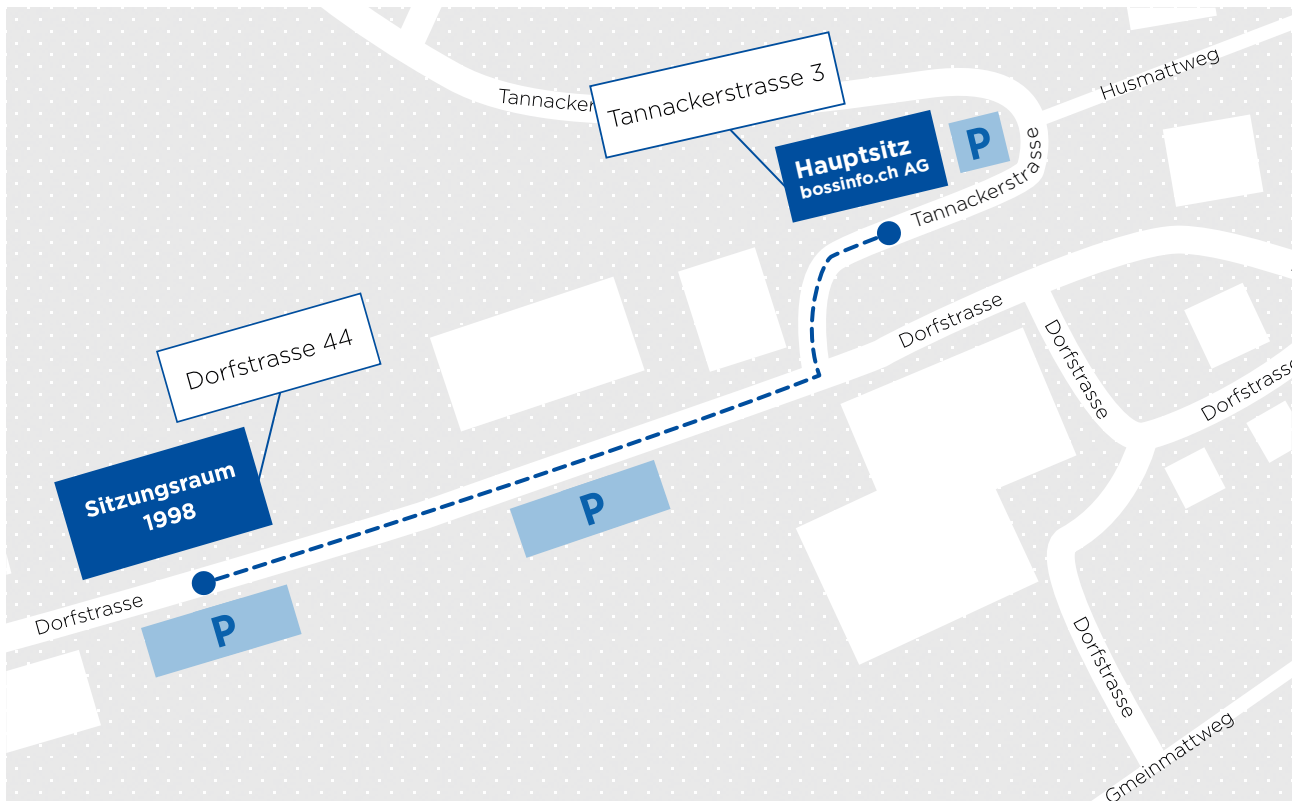 Tannacker
Tannackerstrasse 3
Husmattweg
Hauptsitz
bossinfo.ch AG
P
Tannackerstrasse
Dorfstrasse
Dorfstrasse 44
Dorfstrasse
Dorfstrasse
Sitzungsraum
1998
P
Dorfstrasse
P
Dorfstrasse
Gmeinmattweg